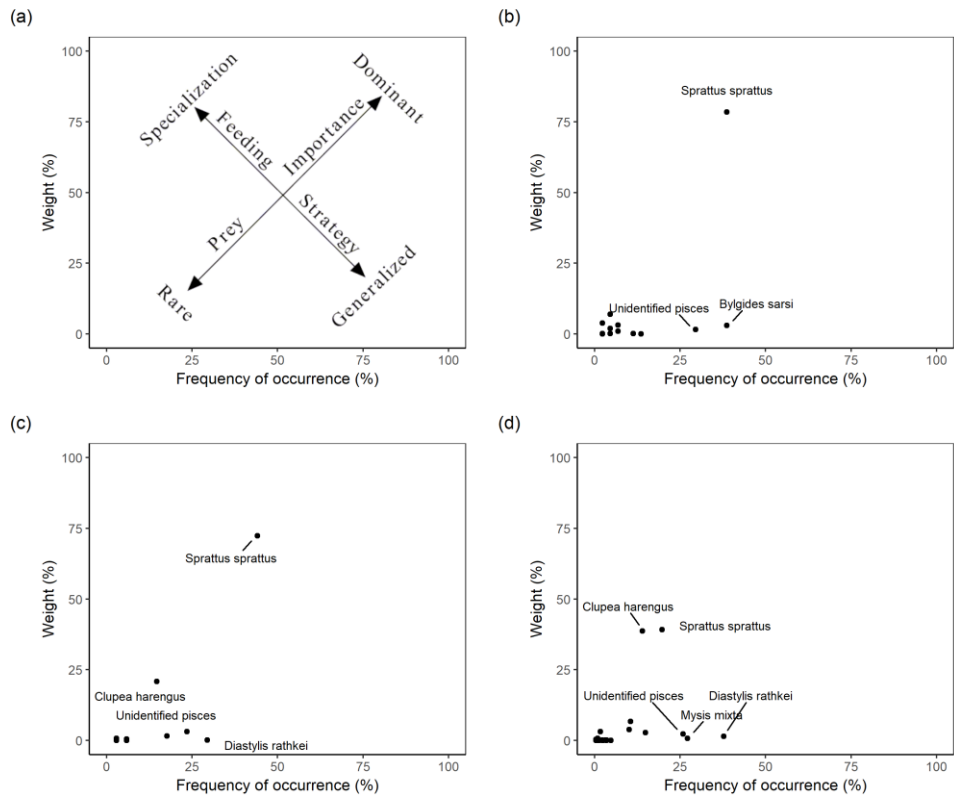 (a)
100
75
50
25
0
Weight (%)
Specialization
Dominant
Feeding
Importance
Prey
Strategy
Rare
Generalized
0 25 50 75 100
Frequency of occurrence (%)
(b)
100
75
50
25
0
Weight (%)
Sprattus sprattus
Unidentified pisces
Bylgides sarsi
0 25 50 75 100
Frequency of occurrence (%)
(c)
100
75
50
25
0
Weight (%)
Sprattus sprattus
Clupea harengus
Unidentified pisces
Diastylis rathkei
0 25 50 75 100
Frequency of occurrence (%)
(d)
100
75
50
25
0
Weight (%)
Clupea harengus
Sprattus sprattus
Unidentified pisces
Diastylis rathkei
Mysis mixta
0 25 50 75 100
Frequency of occurrence (%)